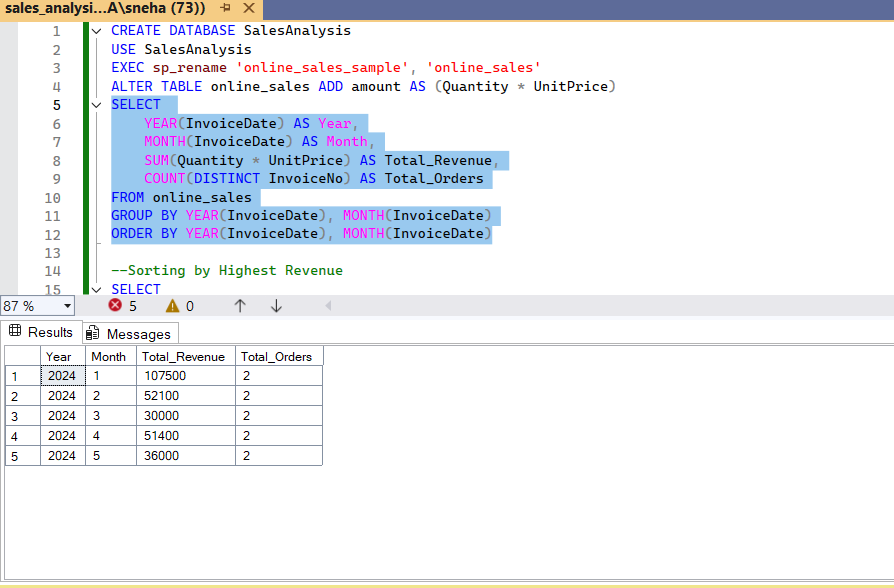 sales_analysi...A\sneha (73))
1 CREATE DATABASE SalesAnalysis
2 USE SalesAnalysis
3 EXEC sp_rename 'online_sales_sample', 'online_sales'
4 ALTER TABLE online_sales ADD amount AS (Quantity * UnitPrice)
5 SELECT
6 YEAR(InvoiceDate) AS Year,
7 MONTH(InvoiceDate) AS Month,
8 SUM(Quantity * UnitPrice) AS Total_Revenue,
9 COUNT(DISTINCT InvoiceNo) AS Total_Orders
10 FROM online_sales
11 GROUP BY YEAR(InvoiceDate), MONTH(InvoiceDate)
12 ORDER BY YEAR(InvoiceDate), MONTH(InvoiceDate)
13
14 --Sorting by Highest Revenue
15 SELECT
87 % 5 0
Results Messages
Year Month Total_Revenue Total_Orders
1 2024 1 107500 2
2 2024 2 52100 2
3 2024 3 30000 2
4 2024 4 51400 2
5 2024 5 36000 2